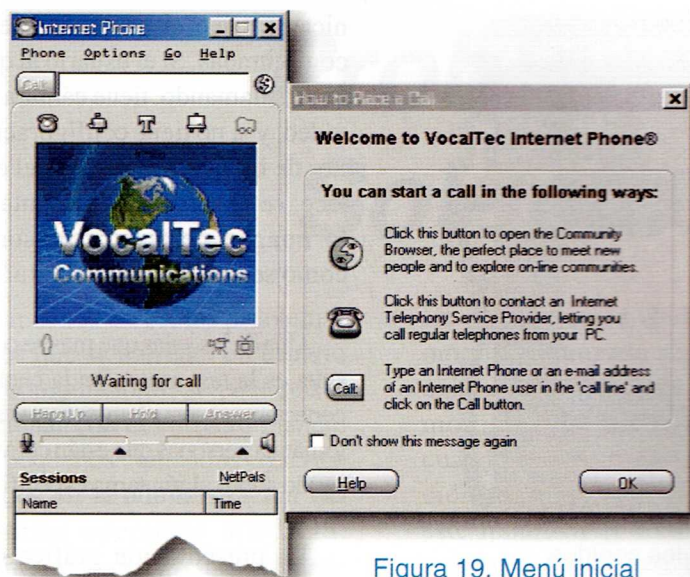 Internet Phone
Phone Options Go Help
Call:
VocalTec
Communications
Waiting for call
Hang Up Hold Answer
Sessions NetPals
Name Time
How to Place a Call
Welcome to VocalTec Internet Phone®
You can start a call in the following ways:
Click this button to open the Community
Browser, the perfect place to meet new
people and to explore on-line communities.
Click this button to contact an Internet
Telephony Service Provider, letting you
call regular telephones from your PC.
Call:
Type an Internet Phone or an e-mail address
of an Internet Phone user in the 'call line' and
click on the Call button.
Don't show this message again
Help OK
Figura 19. Menú inicial